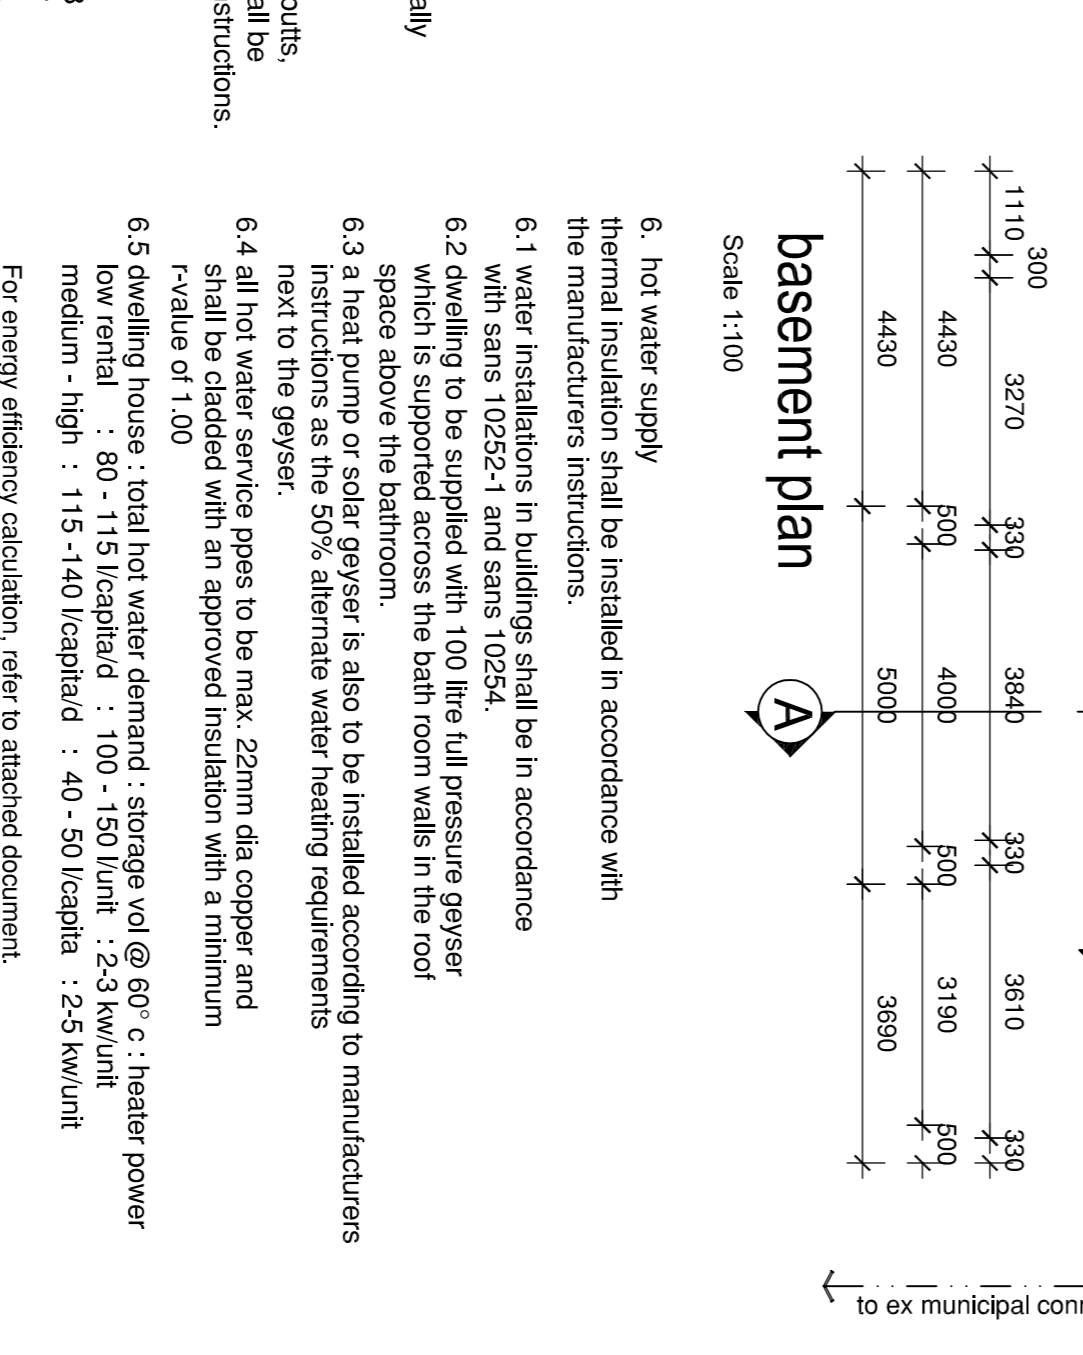 300
1110 3270 330 3840 330 3610 330
4430 500 4000 500 3190 500
4430 5000 3690
A
basement plan
Scale 1:100
6. hot water supply
thermal insulation shall be installed in accordance with
the manufacturers instructions.
6.1 water installations in buildings shall be in accordance
with sans 10252-1 and sans 10254.
6.2 dwelling to be supplied with 100 litre full pressure geyser
which is supported across the bath room walls in the roof
space above the bathroom.
6.3 a heat pump or solar geyser is also to be installed according to manufacturers
instructions as the 50% alternate water heating requirements
next to the geyser.
6.4 all hot water service ppes to be max. 22mm dia copper and
shall be cladded with an approved insulation with a minimum
r-value of 1.00
6.5 dwelling house : total hot water demand : storage vol @ 60° c : heater power
low rental : 80 - 115 l/capita/d : 100 - 150 l/unit : 2-3 kw/unit
medium - high : 115 -140 l/capita/d : 40 - 50 l/capita : 2-5 kw/unit
For energy efficiency calculation, refer to attached document.
ally
outts,
all be
structions.
to ex municipal conn